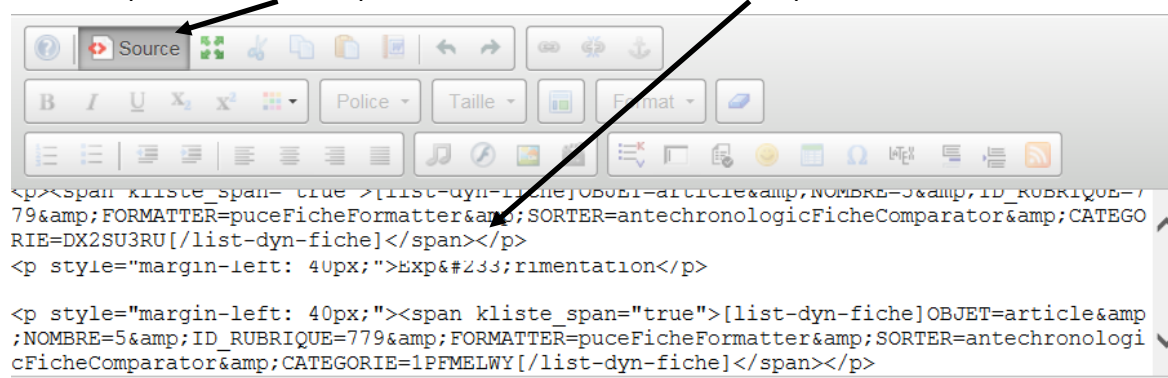 Source
B I U X₂ X² Police Taille Format
<p><span kliste_span="true">[list-dyn-fiche]OBJET=article&amp;NOMBRE=5&amp;ID_RUBRIQUE=7
79&amp;FORMATTER=puceFicheFormatter&amp;SORTER=antechronologicFicheComparator&amp;CATEGO
RIE=DX2SU3RU[/list-dyn-fiche]</span></p>
<p style="margin-left: 40px;">Exp&#233;rimentation</p>
<p style="margin-left: 40px;"><span kliste_span="true">[list-dyn-fiche]OBJET=article&amp
;NOMBRE=5&amp;ID_RUBRIQUE=779&amp;FORMATTER=puceFicheFormatter&amp;SORTER=antechronologi
cFicheComparator&amp;CATEGORIE=1PFMELWY[/list-dyn-fiche]</span></p>